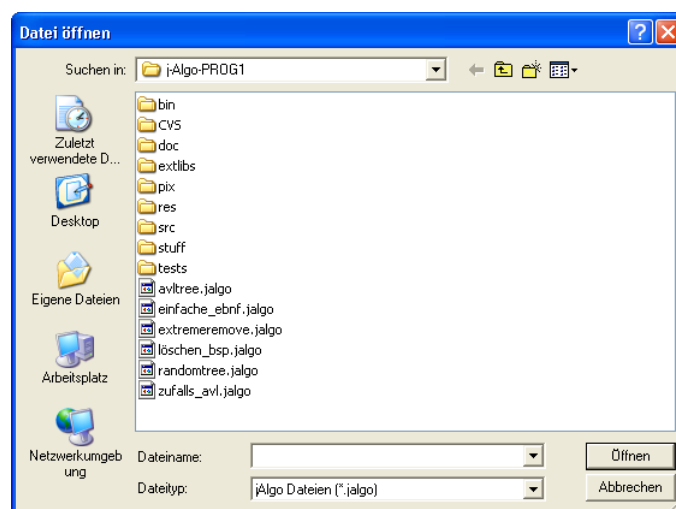 Datei öffnen
Suchen in: j-Algo-PROG1
Zuletzt
verwendete D...
Desktop
Eigene Dateien
Arbeitsplatz
Netzwerkumgeb
ung
bin
CVS
doc
extlibs
pix
res
src
stuff
tests
avltree.jalgo
einfache_ebnf.jalgo
extremeremove.jalgo
löschen_bsp.jalgo
randomtree.jalgo
zufalls_avl.jalgo
Dateiname: Öffnen
Dateityp: jAlgo Dateien (*.jalgo) Abbrechen